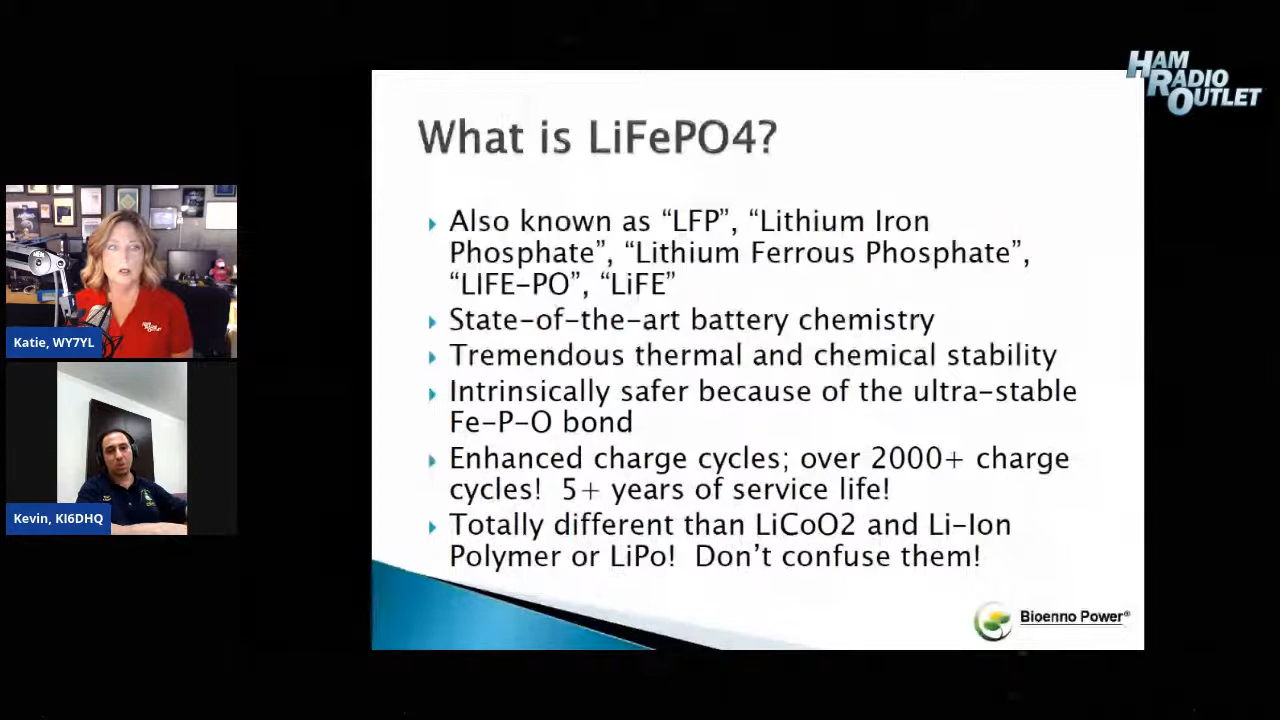 HAM
RADIO
OUTLET
What is LiFePO4?
Also known as “LFP”, “Lithium Iron
Phosphate”, “Lithium Ferrous Phosphate”,
“LIFE-PO”, “LiFE”
State-of-the-art battery chemistry
Tremendous thermal and chemical stability
Intrinsically safer because of the ultra-stable
Fe-P-O bond
Enhanced charge cycles; over 2000+ charge
cycles!  5+ years of service life!
Totally different than LiCoO2 and Li-Ion
Polymer or LiPo!  Don’t confuse them!
Bioenno Power®
HAM RADIO
OUTLET
Katie, WY7YL
Kevin, KI6DHQ